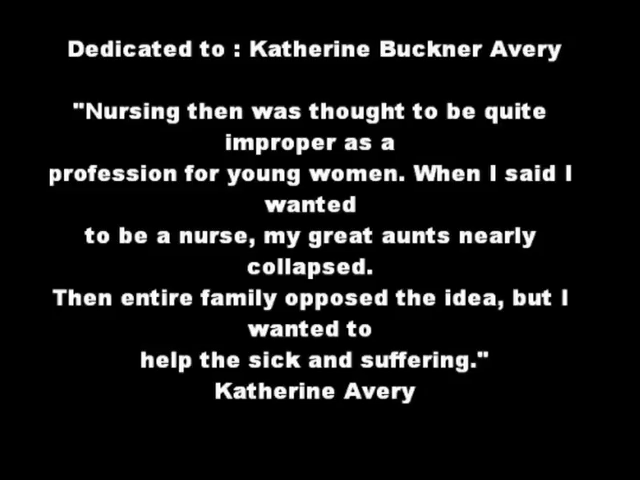 Dedicated to : Katherine Buckner Avery
"Nursing then was thought to be quite
improper as a
profession for young women. When I said I
wanted
to be a nurse, my great aunts nearly
collapsed.
Then entire family opposed the idea, but I
wanted to
help the sick and suffering."
Katherine Avery